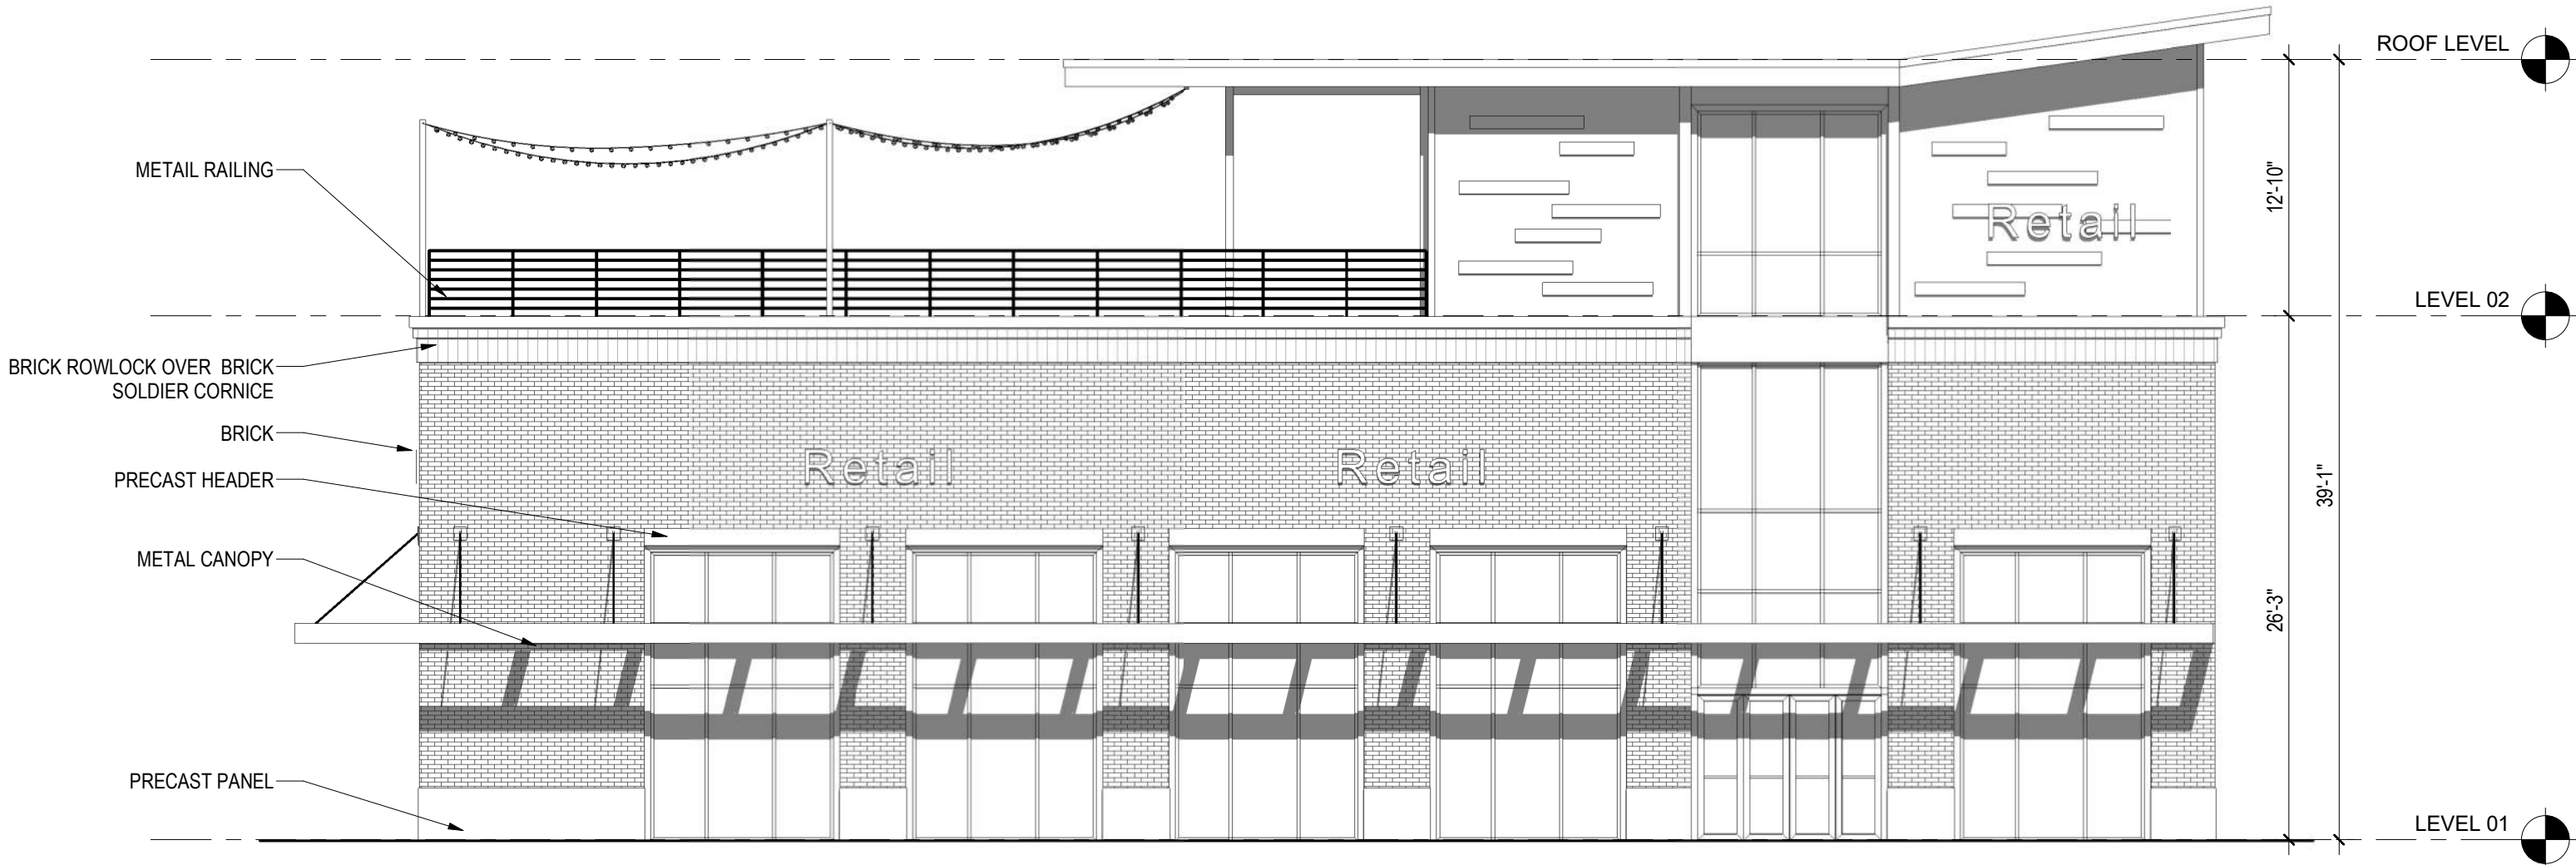 ROOF LEVEL
METAIL RAILING
12'-10"
Retail
LEVEL 02
BRICK ROWLOCK OVER BRICK
SOLDIER CORNICE
BRICK
Retail
Retail
PRECAST HEADER
39'-1"
METAL CANOPY
26'-3"
PRECAST PANEL
LEVEL 01